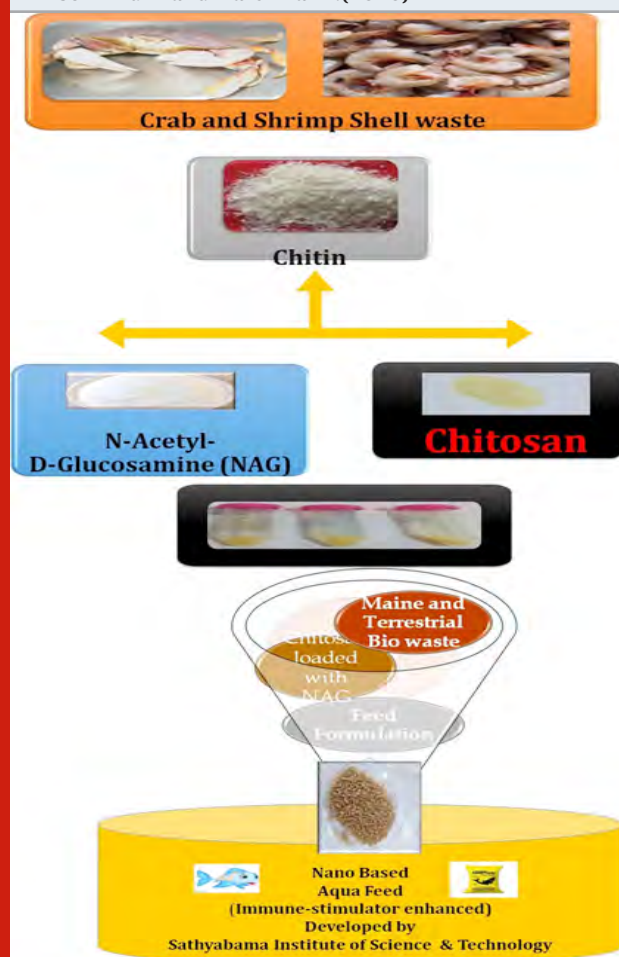 Crab and Shrimp Shell waste
Chitin
N-Acetyl-
D-Glucosamine (NAG)
Chitosan
Maine and
Terrestrial
Bio waste
loaded
with
NAG
Feed
Formulation
Nano Based
Aqua Feed
(Immune-stimulator enhanced)
Developed by
Sathyabama Institute of Science & Technology